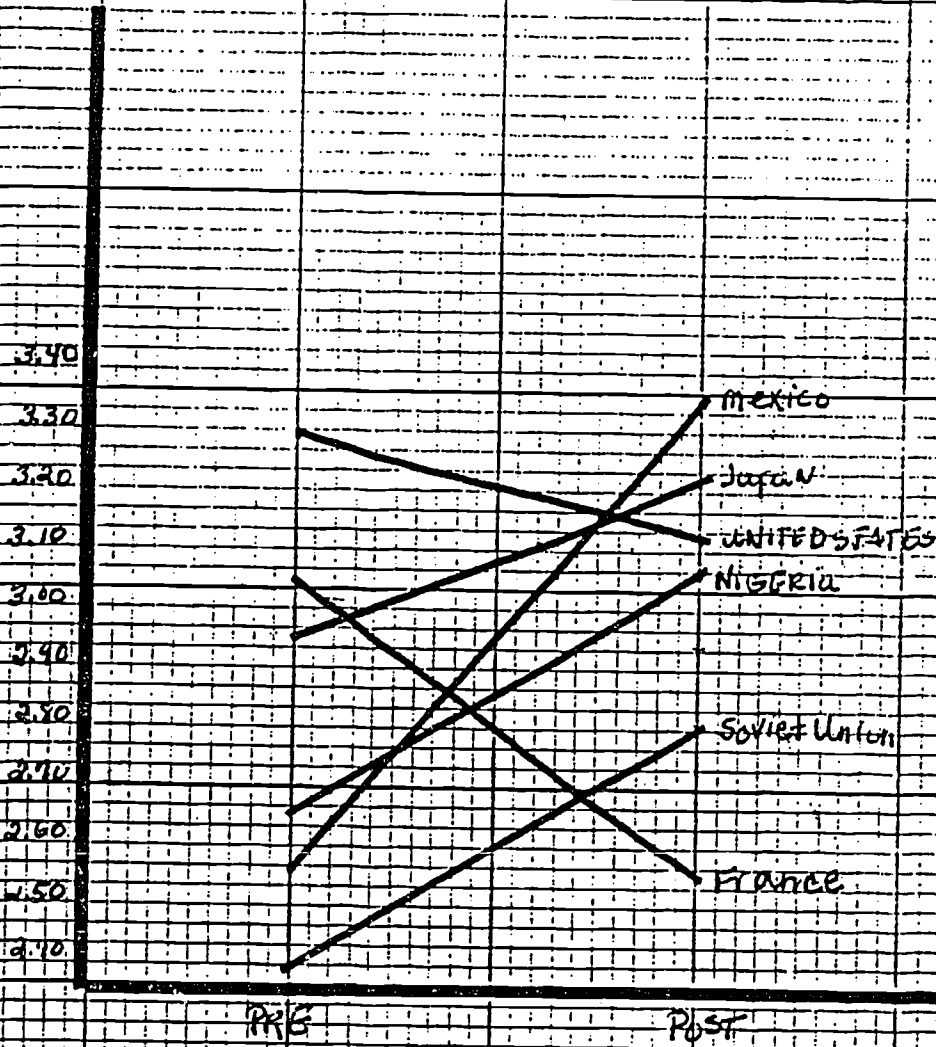 3.40
3.30
mexico
3.20
Japan
3.10
UNITED STATES
3.00
NIGERIA
2.90
2.80
Soviet Union
2.70
2.60
2.50
France
2.70
PRE
POST